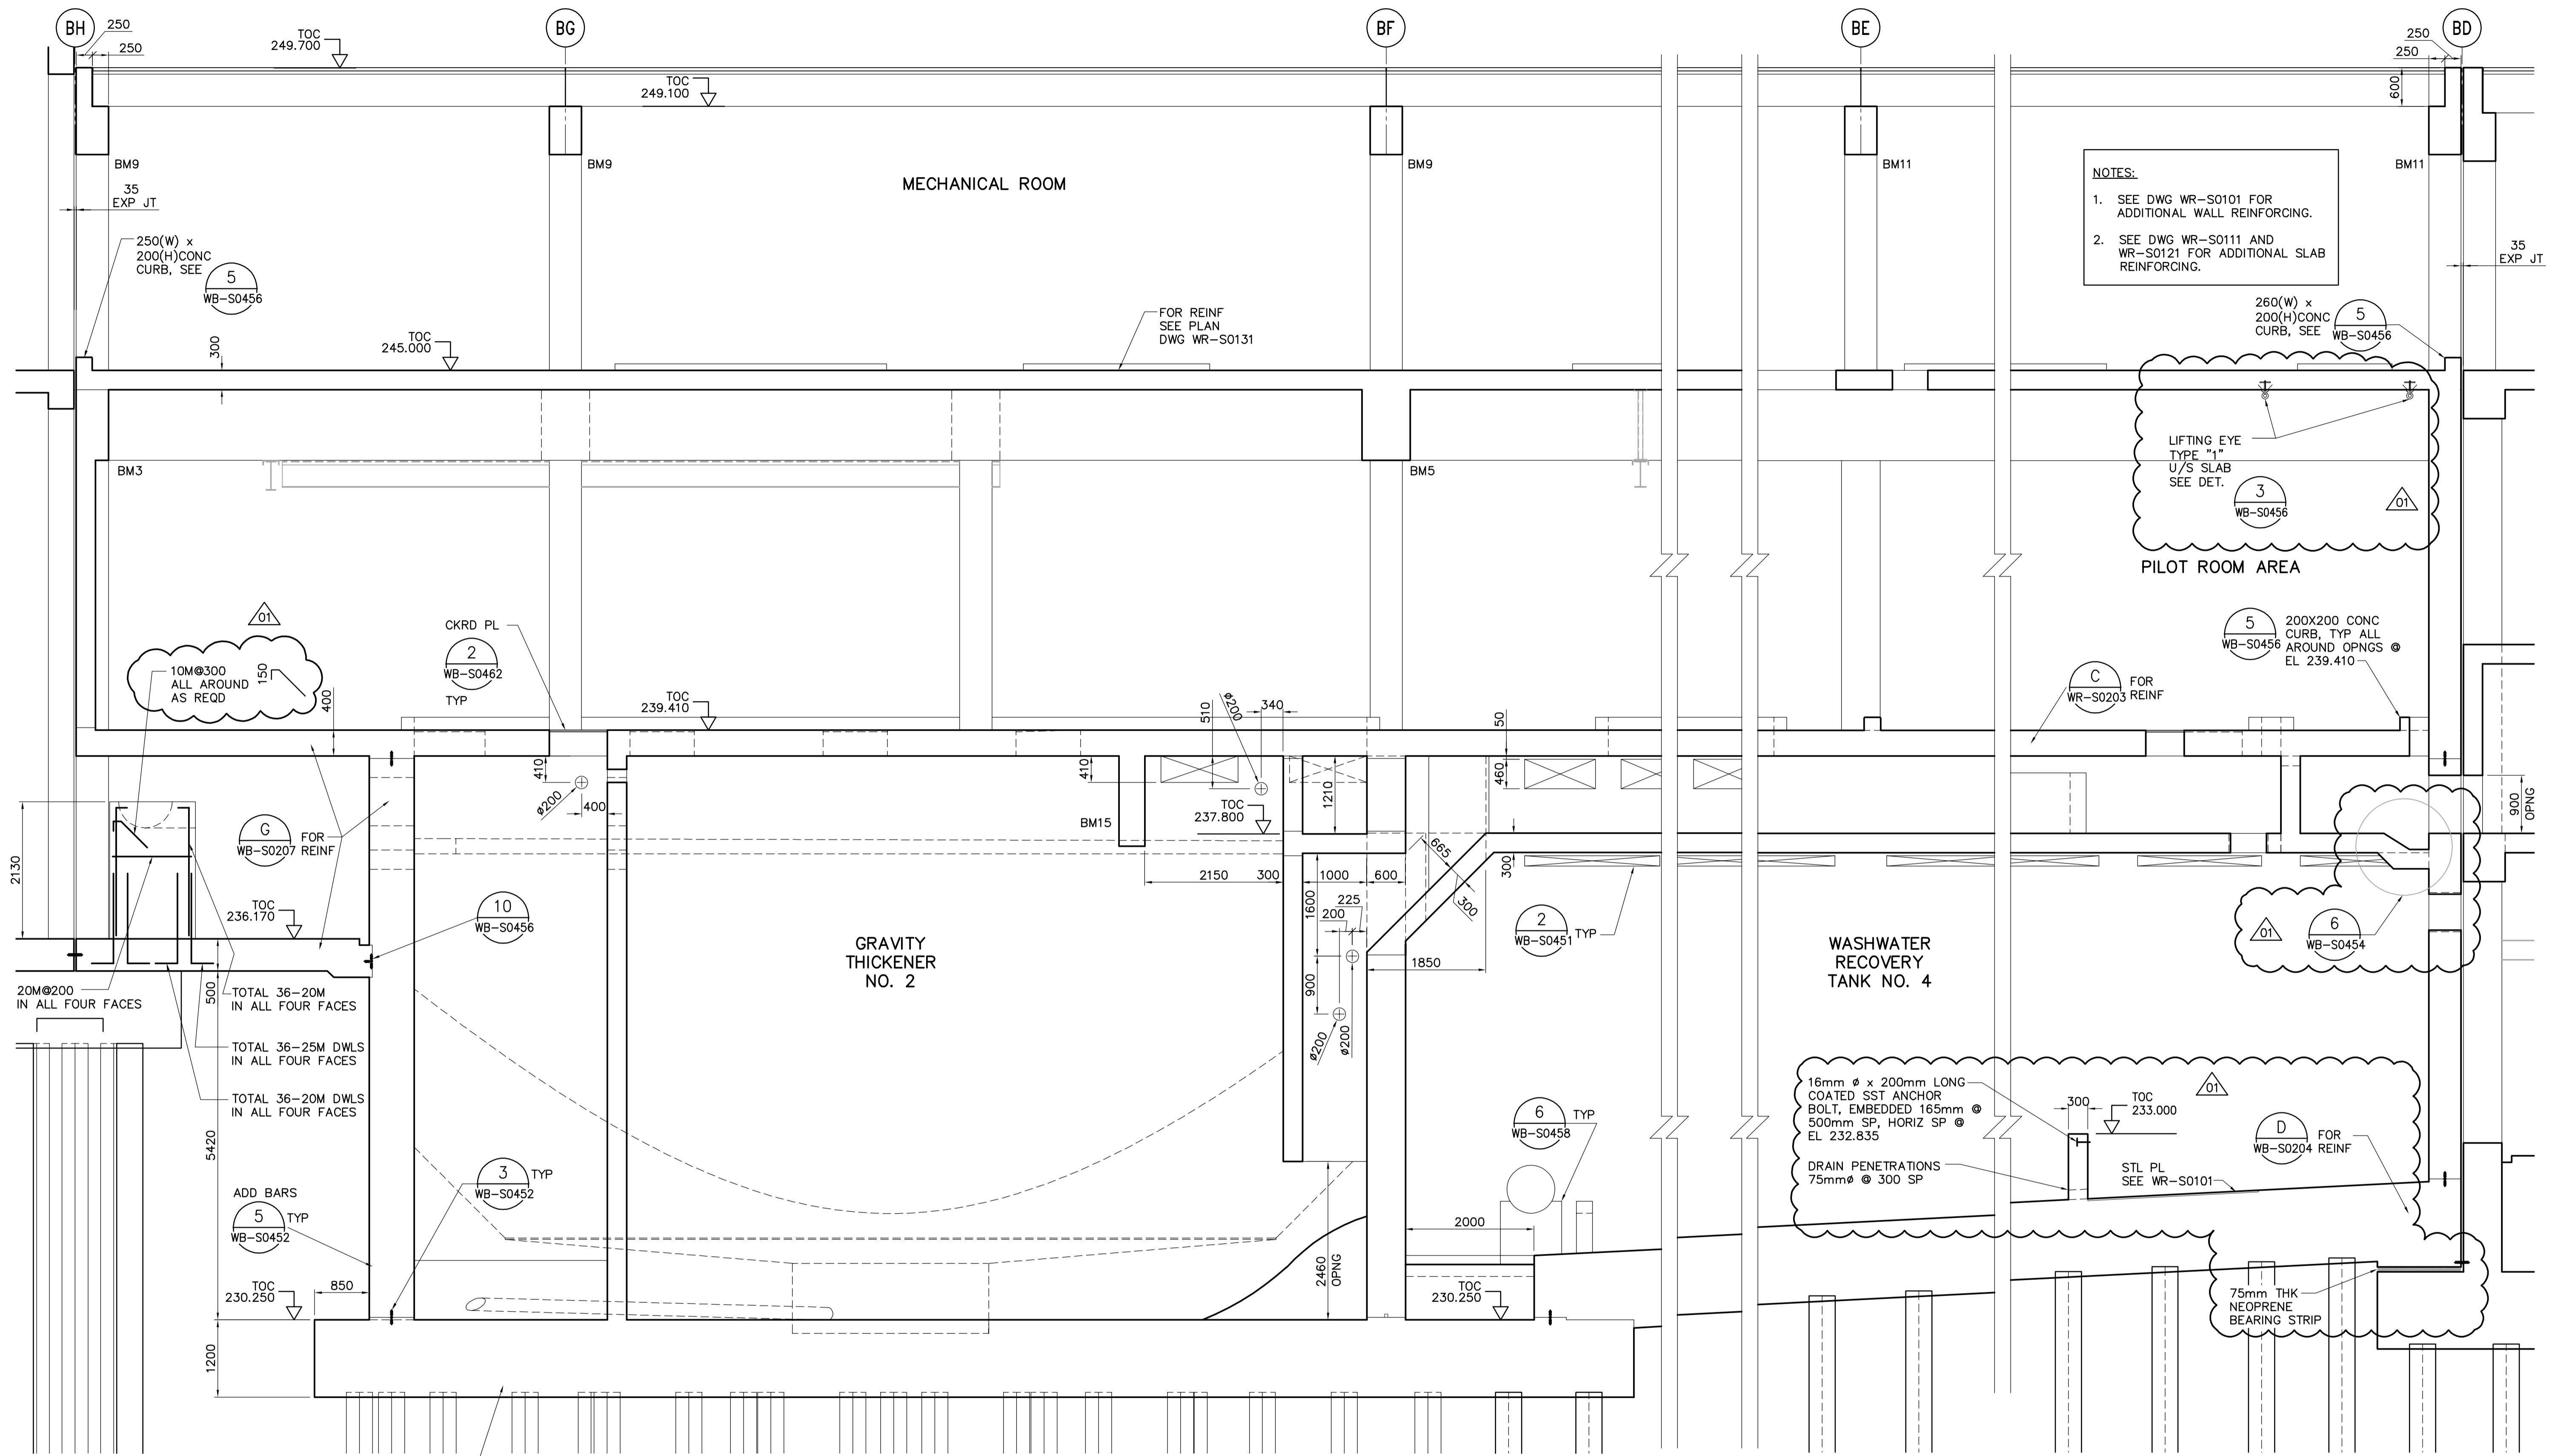 BH
BG
BF
BE
BD
250
250
TOC
249.700
TOC
249.100
250
250
600
BM9
BM9
BM9
BM11
BM11
MECHANICAL ROOM
35
EXP JT
NOTES:
1. SEE DWG WR-S0101 FOR
ADDITIONAL WALL REINFORCING.
2. SEE DWG WR-S0111 AND
WR-S0121 FOR ADDITIONAL SLAB
REINFORCING.
35
EXP JT
250(W) x
200(H)CONC
CURB, SEE
5
WB-S0456
FOR REINF
SEE PLAN
DWG WR-S0131
260(W) x
200(H)CONC
CURB, SEE
5
WB-S0456
300
TOC
245.000
LIFTING EYE
TYPE "1"
U/S SLAB
SEE DET.
3
WB-S0456
01
BM3
BM5
PILOT ROOM AREA
01
10M@300
ALL AROUND
AS REQD
150
400
CKRD PL
2
WB-S0462
TYP
TOC
239.410
510
ø200
340
50
5
WB-S0456
200X200 CONC
CURB, TYP ALL
AROUND OPNGS @
EL 239.410
C
WR-S0203
FOR
REINF
410
ø200
400
410
460
1210
TOC
237.800
BM15
900
OPNG
2130
G
WB-S0207
FOR
REINF
665
300
300
2150
300
1000
600
1600
225
200
10
WB-S0456
TOC
236.170
2
WB-S0451
TYP
01
6
WB-S0454
GRAVITY
THICKENER
NO. 2
WASHWATER
RECOVERY
TANK NO. 4
1850
900
ø200
ø200
20M@200
IN ALL FOUR FACES
500
TOTAL 36-20M
IN ALL FOUR FACES
TOTAL 36-25M DWLS
IN ALL FOUR FACES
TOTAL 36-20M DWLS
IN ALL FOUR FACES
5420
16mm ø x 200mm LONG
COATED SST ANCHOR
BOLT, EMBEDDED 165mm @
500mm SP, HORIZ SP @
EL 232.835
01
300
TOC
233.000
6
WB-S0458
TYP
D
WB-S0204
FOR
REINF
DRAIN PENETRATIONS
75mmø @ 300 SP
STL PL
SEE WR-S0101
3
WB-S0452
TYP
ADD BARS
5
WB-S0452
TYP
2000
2460
OPNG
850
TOC
230.250
TOC
230.250
75mm THK
NEOPRENE
BEARING STRIP
1200